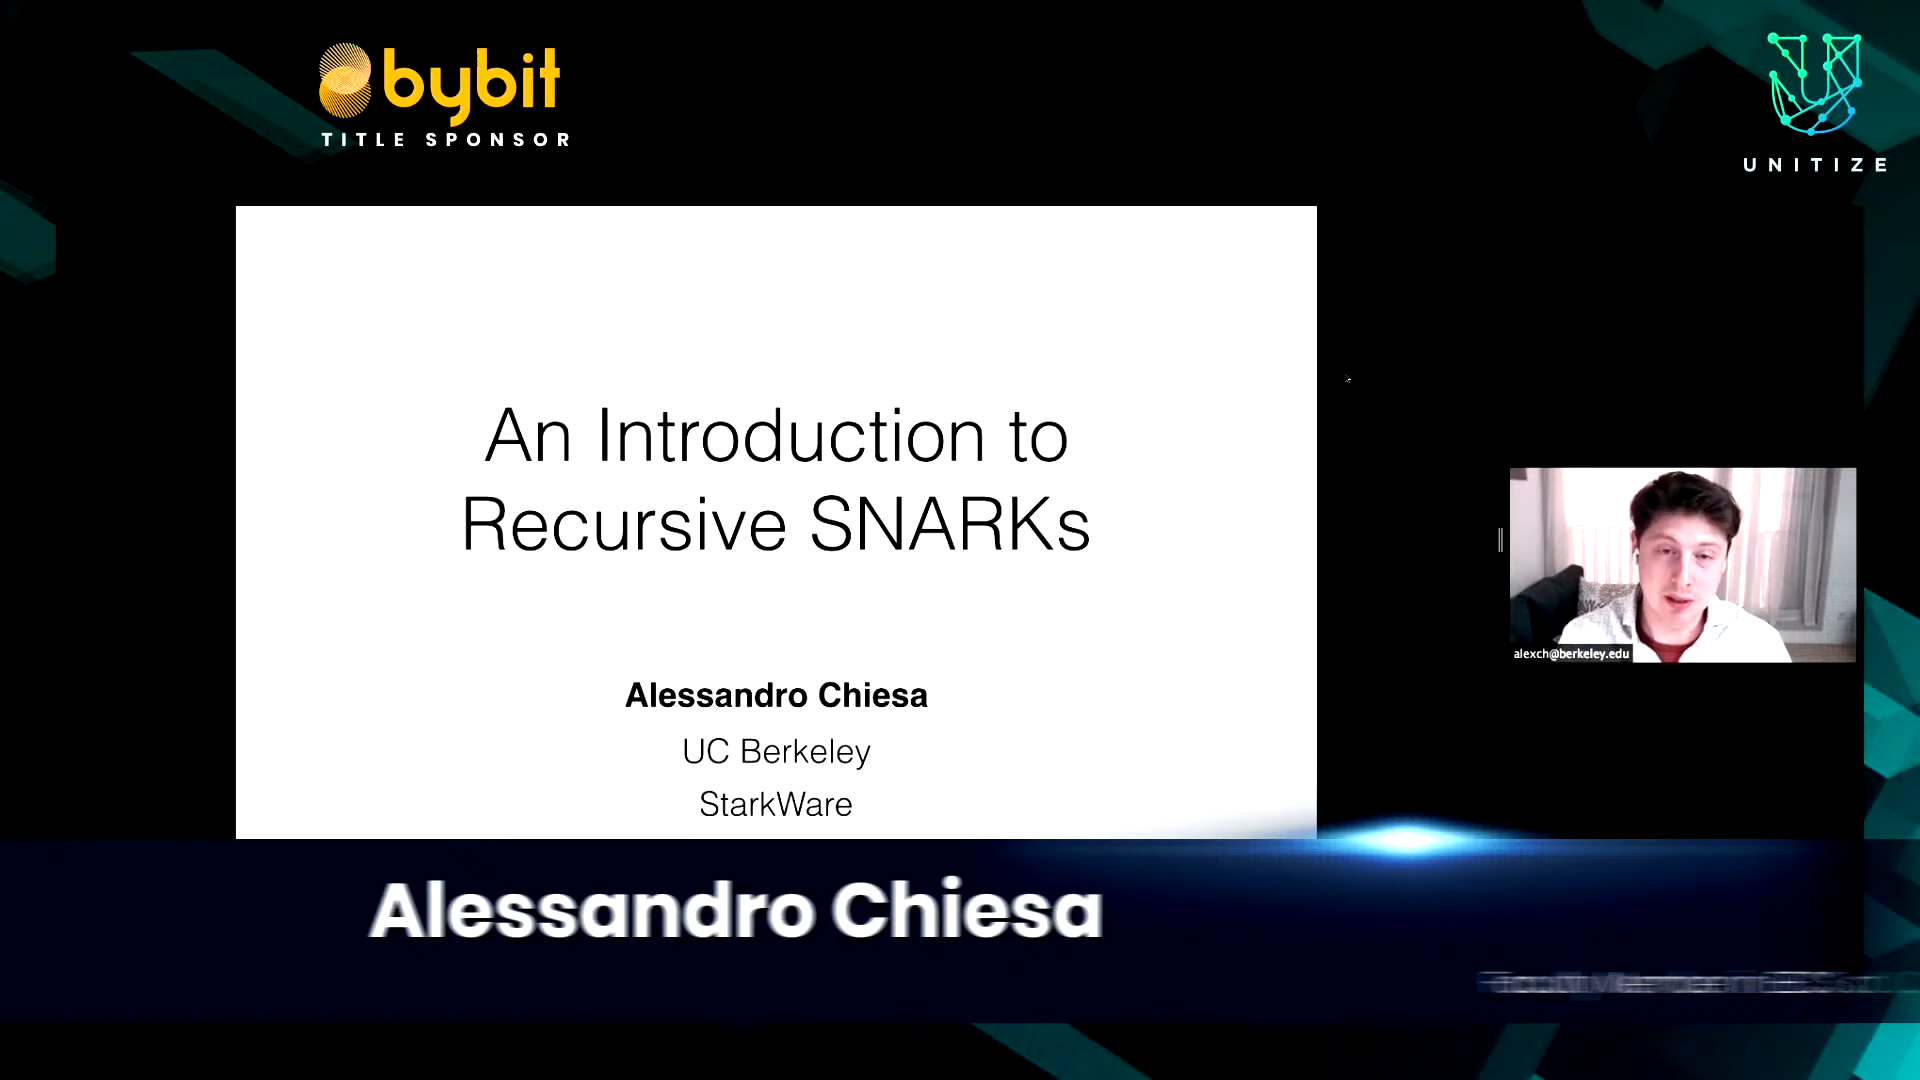 bybit
TITLE SPONSOR
UNITIZE
An Introduction to
Recursive SNARKs
Alessandro Chiesa
UC Berkeley
StarkWare
alexch@berkeley.edu
Alessandro Chiesa